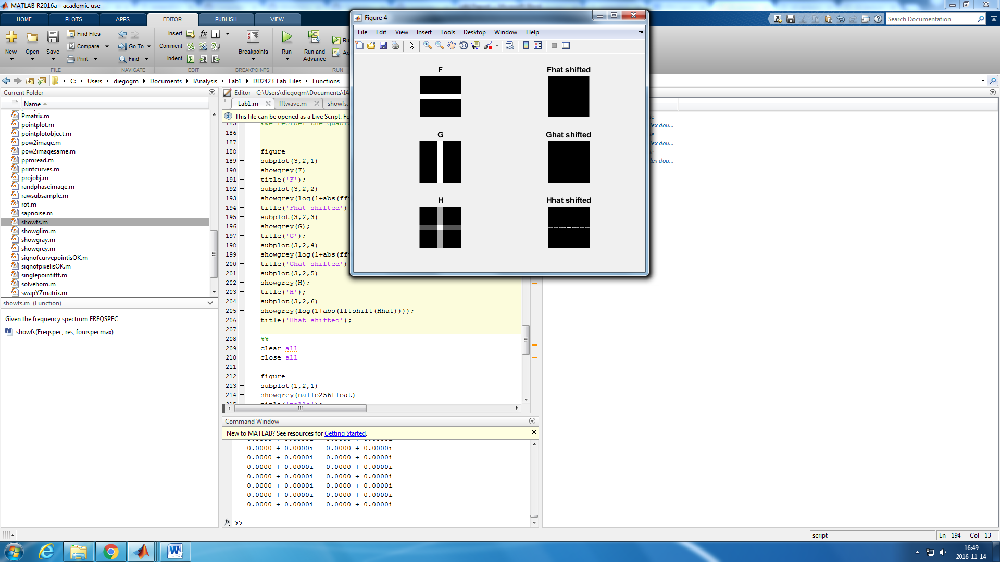 MATLAB R2016a - academic use
HOME PLOTS APPS EDITOR PUBLISH VIEW
Search Documentation
New Open Save Find Files Compare Print
Go To Find
Insert Comment Indent
fx
Breakpoints Run Run and Advance
FILE NAVIGATE EDIT BREAKPOINTS RUN
C: Users diegogm Documents IAnalysis Lab1 DD2423_Lab_Files Functions
Current Folder
Name
Pmatrix.m
pointplot.m
pointplotobject.m
pow2image.m
pow2imagesame.m
ppmread.m
printcurves.m
projobj.m
randphaseimage.m
rawsubsample.m
rot.m
sapnoise.m
showfs.m
showglim.m
showgray.m
showgrey.m
signofcurvepointisOK.m
signofpixelisOK.m
singlepointifft.m
solvehom.m
swapYZmatrix.m
showfs.m (Function)
Given the frequency spectrum FREQSPEC
showfs(Freqspec, res, fourspecmax)
Editor - C:\Users\diegogm\Documents\IA
Lab1.m fftwave.m showfs.
This file can be opened as a Live Script. Fo
185 %we reorder the quadra
186
187
188 figure
189 subplot(3,2,1)
190 showgrey(F)
191 title('F');
192 subplot(3,2,2)
193 showgrey(log(1+abs(fft
194 title('Fhat shifted')
195 subplot(3,2,3)
196 showgrey(G);
197 title('G');
198 subplot(3,2,4)
199 showgrey(log(1+abs(fft
200 title('Ghat shifted')
201 subplot(3,2,5)
202 showgrey(H);
203 title('H');
204 subplot(3,2,6)
205 showgrey(log(1+abs(fftshift(Hhat))));
206 title('Hhat shifted');
207
208 %%
209 clear all
210 close all
211
212 figure
213 subplot(1,2,1)
214 showgrey(nallo256float)
Command Window
New to MATLAB? See resources for Getting Started.
0.0000 + 0.0000i 0.0000 + 0.0000i
0.0000 + 0.0000i 0.0000 + 0.0000i
0.0000 + 0.0000i 0.0000 + 0.0000i
0.0000 + 0.0000i 0.0000 + 0.0000i
0.0000 + 0.0000i 0.0000 + 0.0000i
0.0000 + 0.0000i 0.0000 + 0.0000i
0.0000 + 0.0000i 0.0000 + 0.0000i
fx >>
Figure 4
File Edit View Insert Tools Desktop Window Help
F Fhat shifted
G Ghat shifted
H Hhat shifted
le
lex dou...
le
lex dou...
le
lex dou...
script Ln 194 Col 13
16:49
2016-11-14